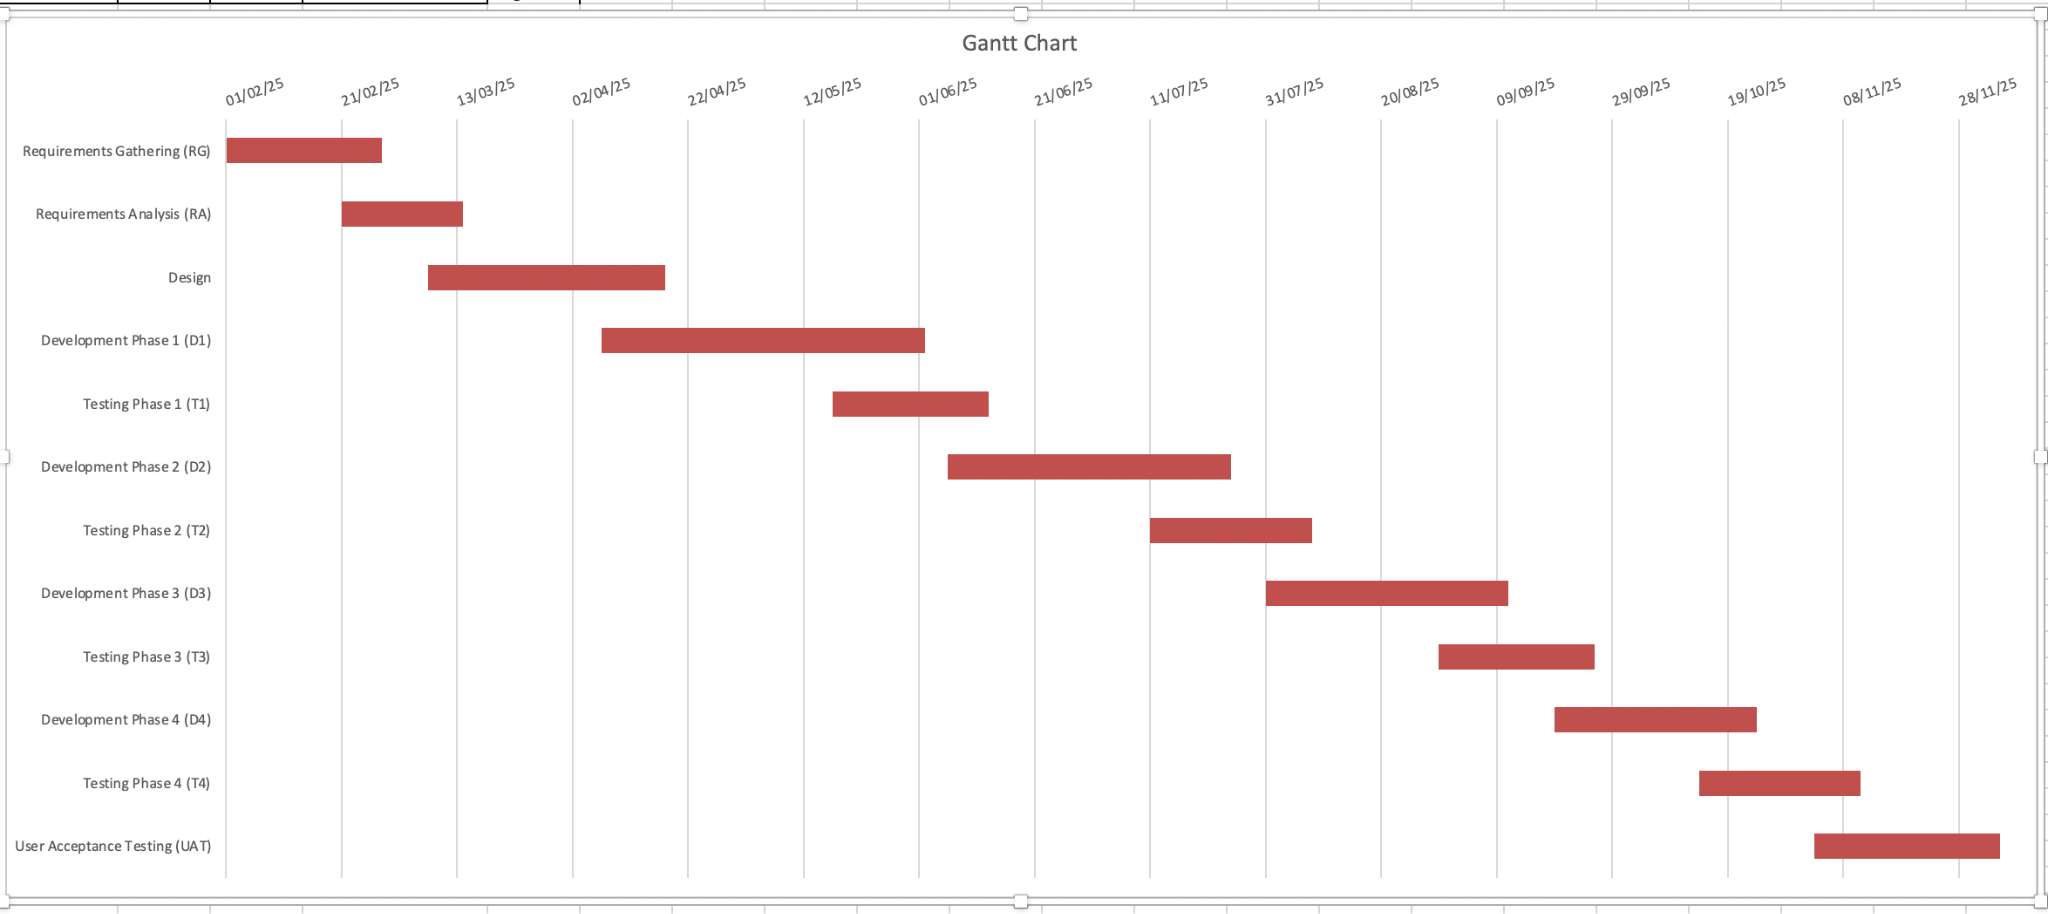 Gantt Chart
01/02/25 21/02/25 13/03/25 02/04/25 22/04/25 12/05/25 01/06/25 21/06/25 11/07/25 31/07/25 20/08/25 09/09/25 29/09/25 19/10/25 08/11/25 28/11/25
Requirements Gathering (RG)
Requirements Analysis (RA)
Design
Development Phase 1 (D1)
Testing Phase 1 (T1)
Development Phase 2 (D2)
Testing Phase 2 (T2)
Development Phase 3 (D3)
Testing Phase 3 (T3)
Development Phase 4 (D4)
Testing Phase 4 (T4)
User Acceptance Testing (UAT)